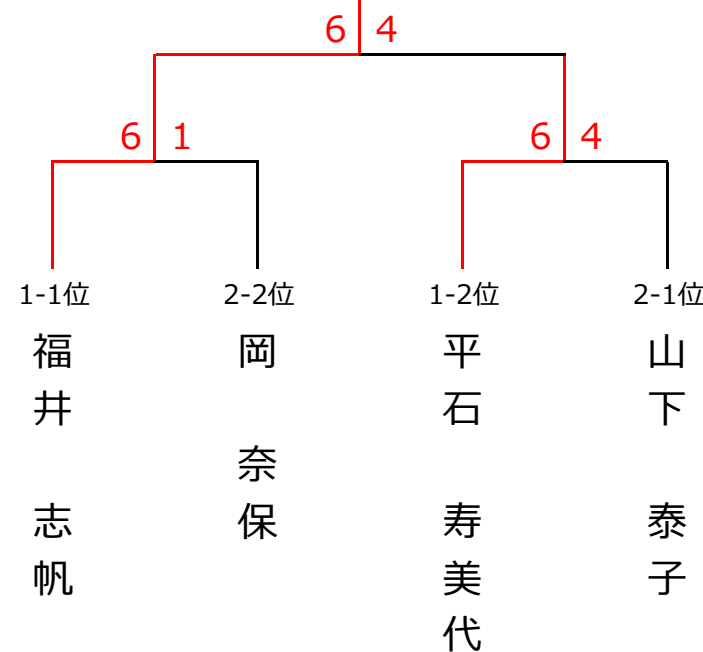 6 4
6 1
6 4
1-1位
2-2位
1-2位
2-1位
福井 志帆
岡 奈保
平石 寿美代
山下 泰子